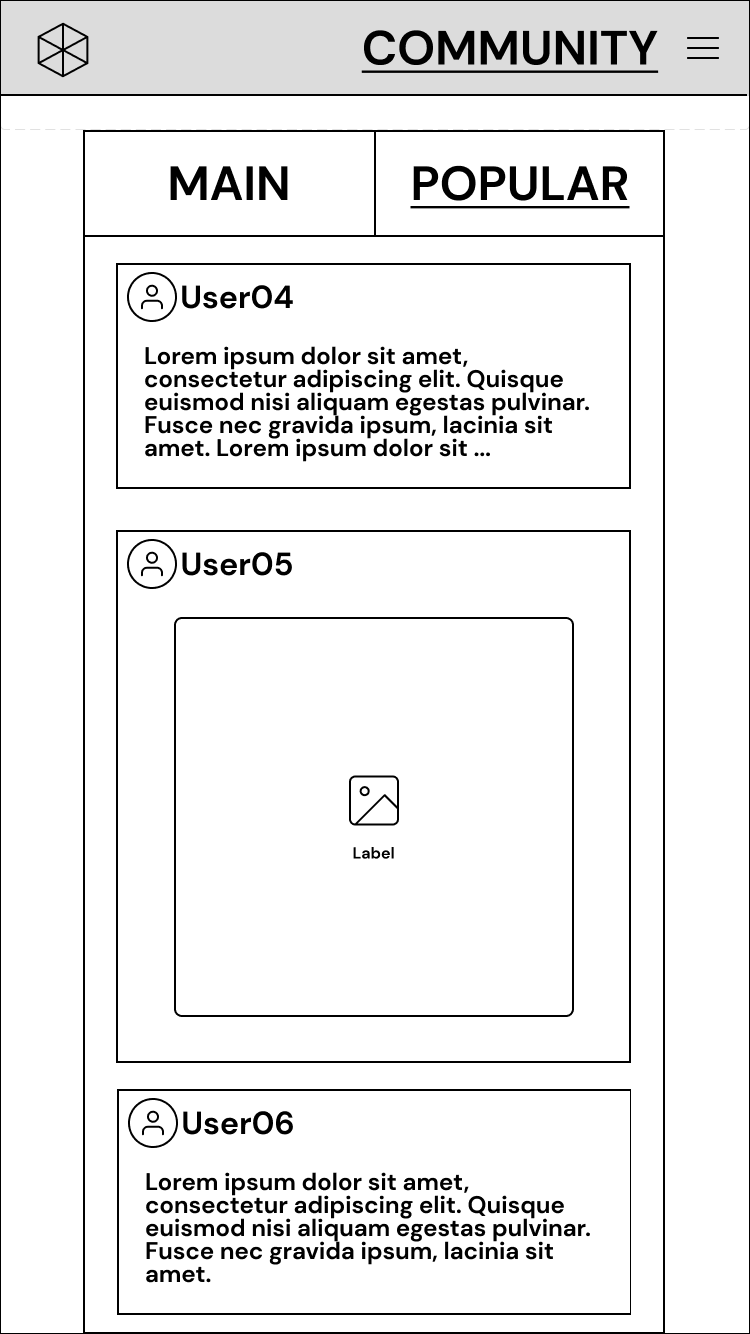 COMMUNITY
MAIN
POPULAR
User04
Lorem ipsum dolor sit amet,
consectetur adipiscing elit. Quisque
euismod nisi aliquam egestas pulvinar.
Fusce nec gravida ipsum, lacinia sit
amet. Lorem ipsum dolor sit ...
User05
Label
User06
Lorem ipsum dolor sit amet,
consectetur adipiscing elit. Quisque
euismod nisi aliquam egestas pulvinar.
Fusce nec gravida ipsum, lacinia sit
amet.